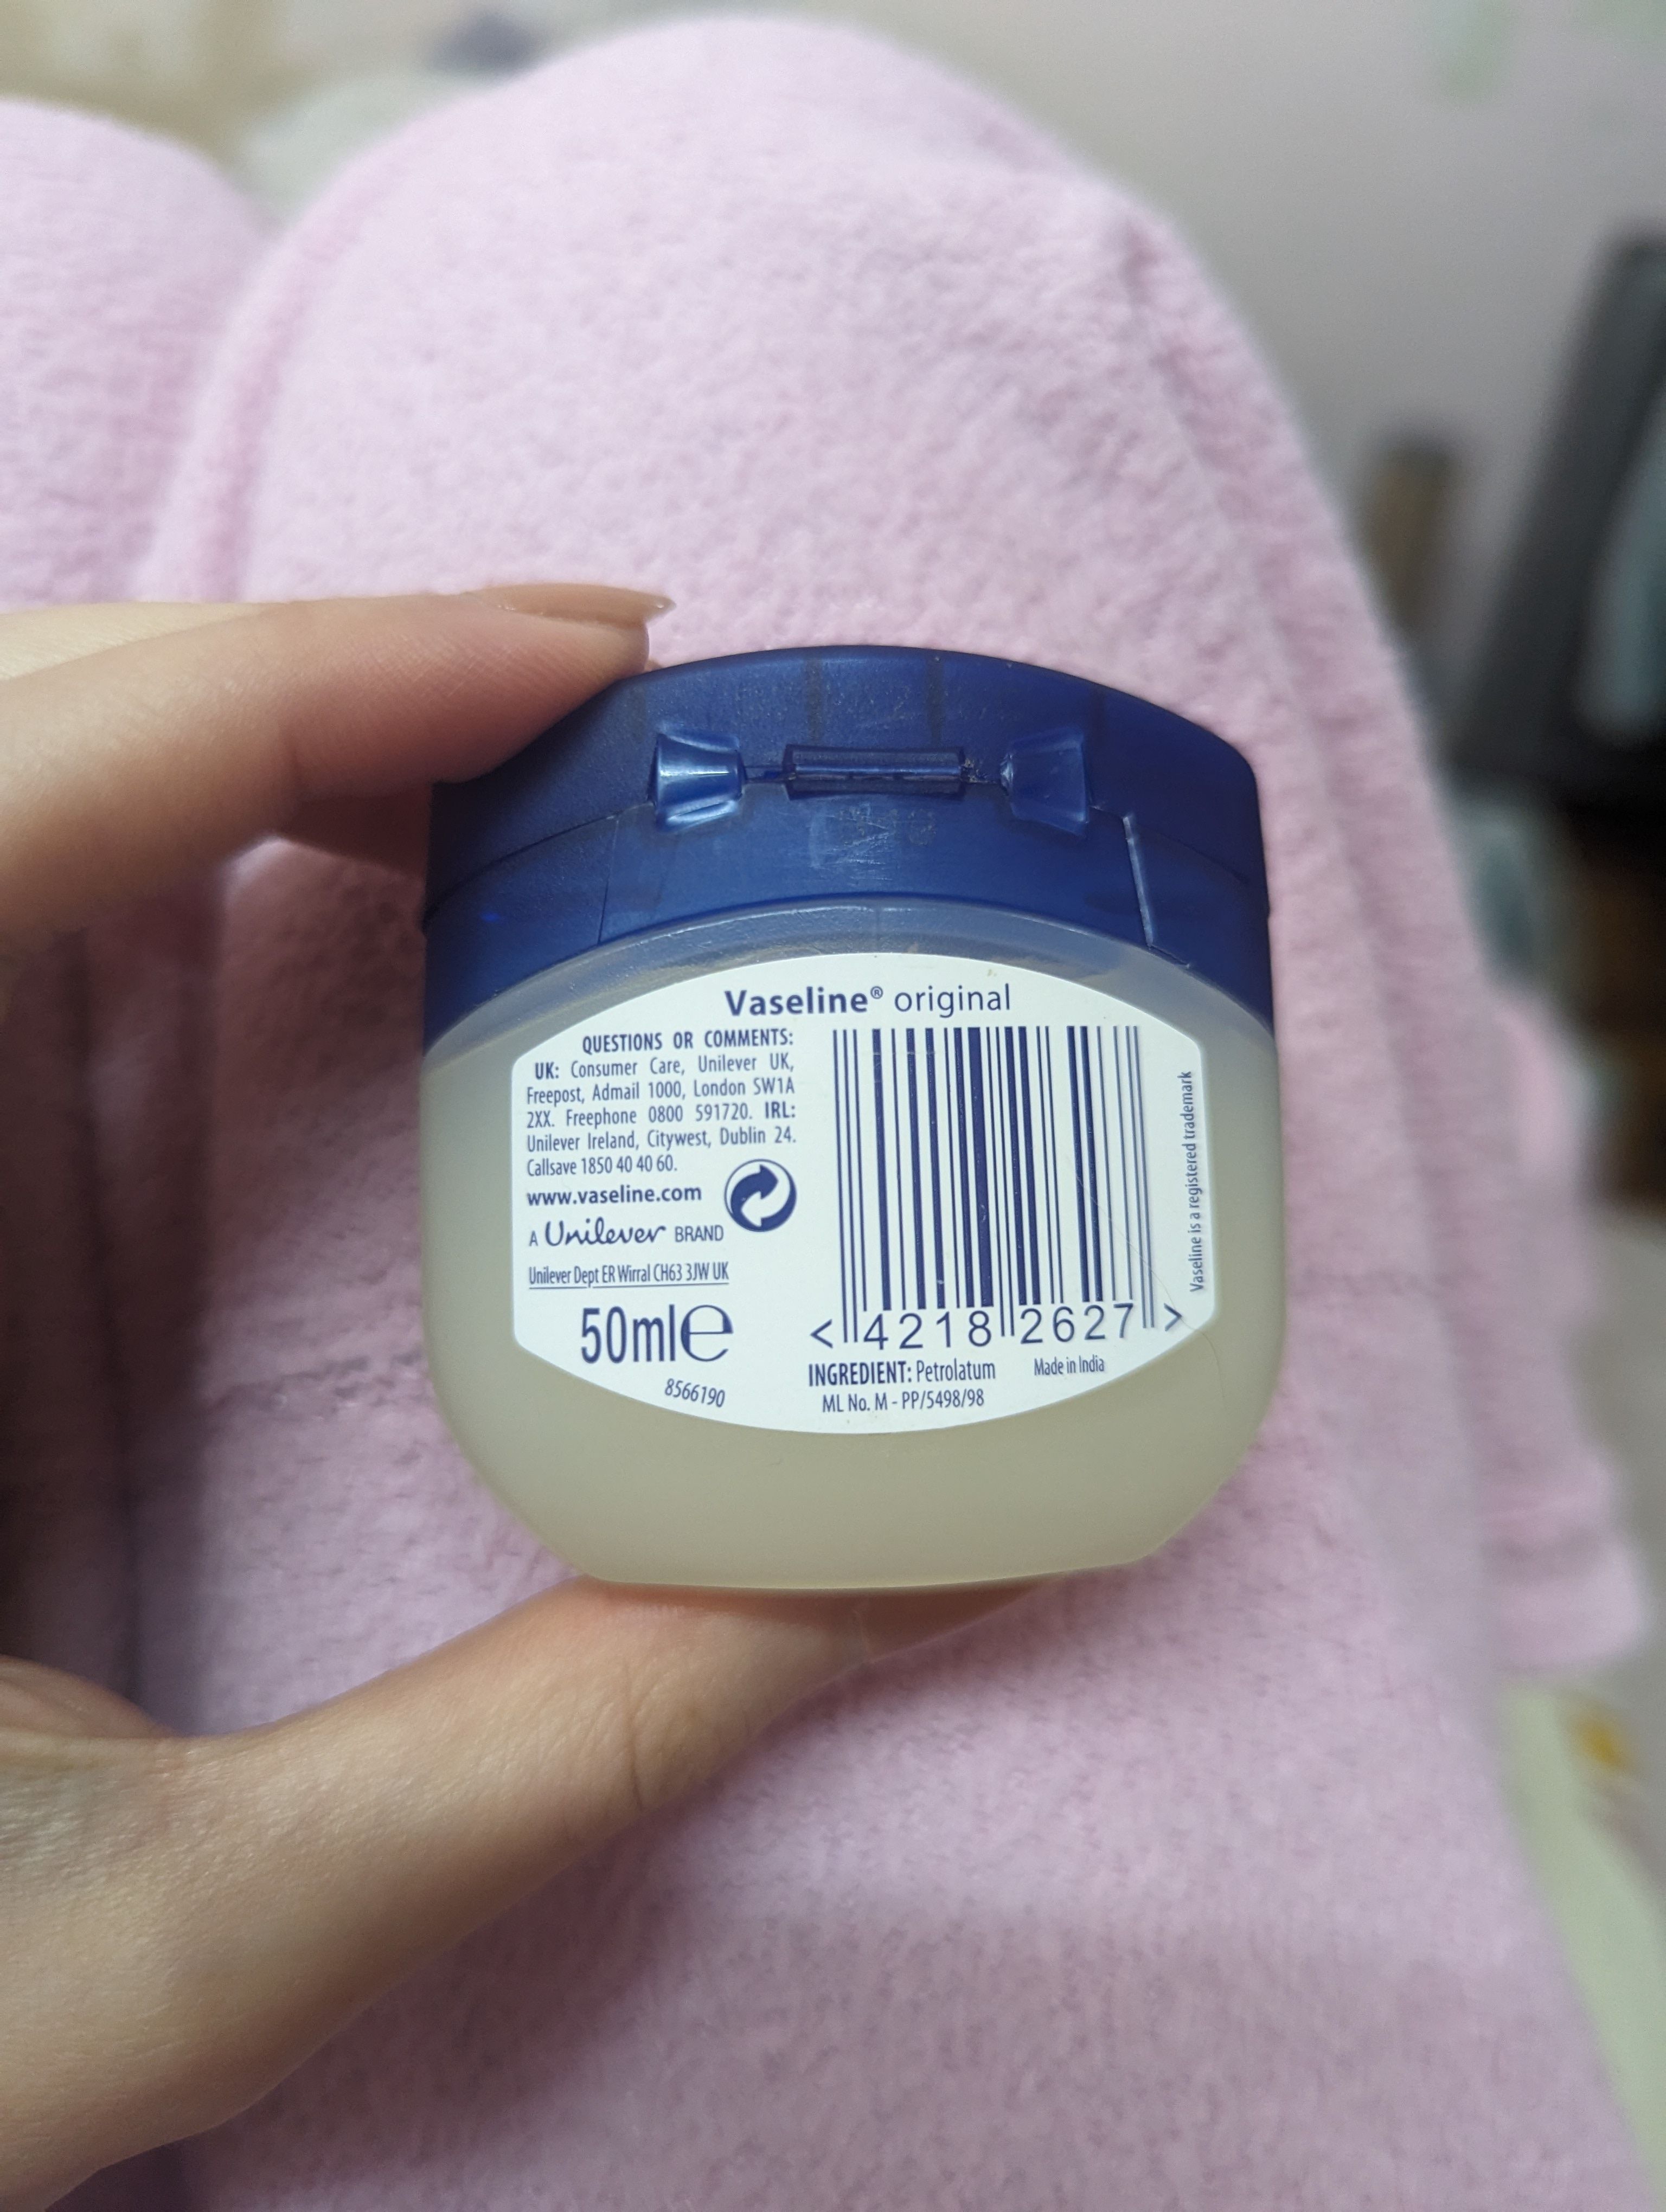 Vaseline® original
QUESTIONS OR COMMENTS:
UK: Consumer Care, Unilever UK,
Freepost, Admail 1000, London SW1A
2XX. Freephone 0800 591720. IRL:
Unilever Ireland, Citywest, Dublin 24.
Callsave 1850 40 40 60.
www.vaseline.com
A Unilever BRAND
Unilever Dept ER Wirral CH63 3JW UK
50ml℮
8566190
< 4218 2627 >
INGREDIENT: Petrolatum
Made in India
ML No. M - PP/5498/98
Vaseline is a registered trademark